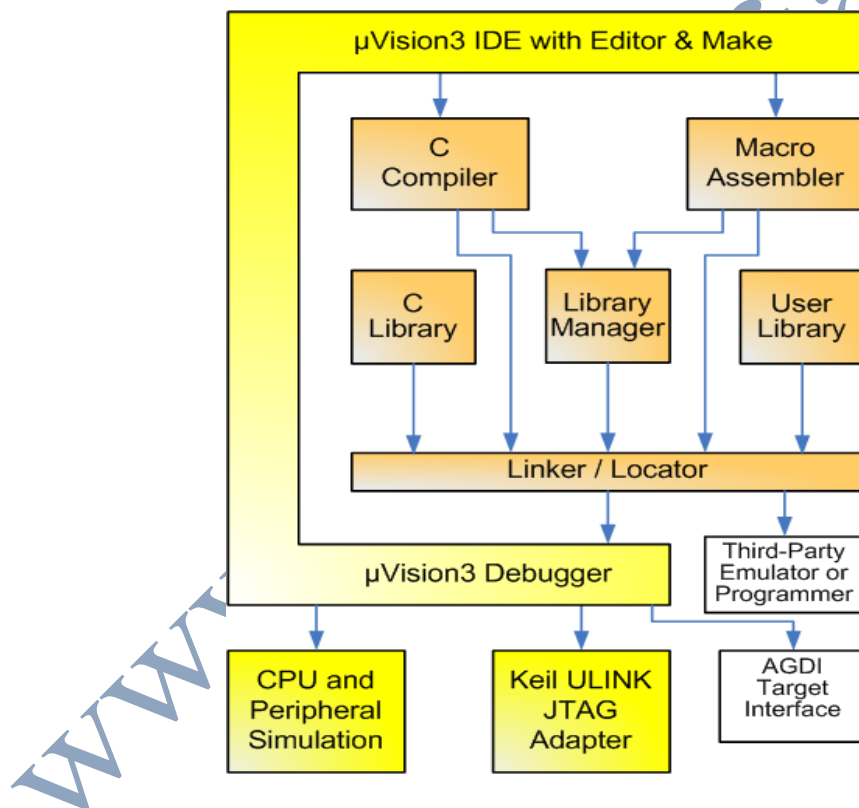 µVision3 IDE with Editor & Make
C
Compiler
Macro
Assembler
C
Library
Library
Manager
User
Library
Linker / Locator
µVision3 Debugger
Third-Party
Emulator or
Programmer
CPU and
Peripheral
Simulation
Keil ULINK
JTAG
Adapter
AGDI
Target
Interface
www